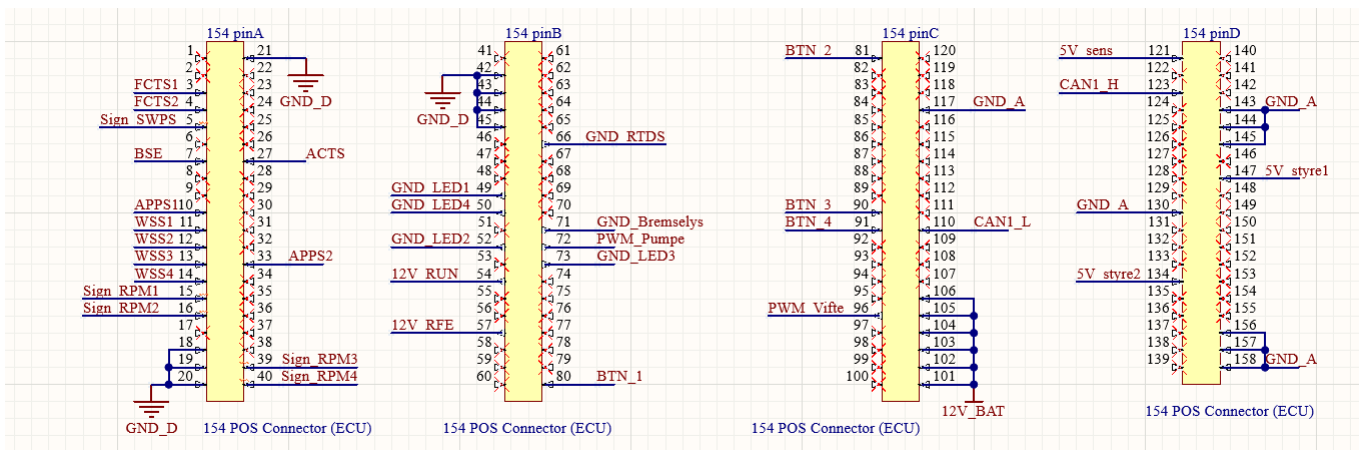 154 pinA 154 pinB 154 pinC 154 pinD
1 21 41 61 BTN_2 81 120 5V_sens 121 140
2 22 42 62 82 119 122 141
FCTS1 3 23 43 63 83 118 CAN1_H 123 142
FCTS2 4 24 GND_D 44 64 84 117 GND_A 124 143 GND_A
Sign_SWPS 5 25 GND_D 45 65 85 116 125 144
6 26 46 66 GND_RTDS 86 115 126 145
BSE 7 27 ACTS 47 67 87 114 127 146
8 28 48 68 88 113 128 147 5V_styre1
9 29 GND_LED1 49 69 89 112 129 148
APPS1 10 30 GND_LED4 50 70 BTN_3 90 111 GND_A 130 149
WSS1 11 31 51 71 GND_Bremselys BTN_4 91 110 CAN1_L 131 150
WSS2 12 32 GND_LED2 52 72 PWM_Pumpe 92 109 132 151
WSS3 13 33 APPS2 53 73 GND_LED3 93 108 133 152
WSS4 14 34 12V_RUN 54 74 94 107 5V_styre2 134 153
Sign_RPM1 15 35 55 75 95 106 135 154
Sign_RPM2 16 36 56 76 PWM_Vifte 96 105 136 155
17 37 12V_RFE 57 77 97 104 137 156
18 38 58 78 98 103 138 157
19 39 Sign_RPM3 59 79 99 102 139 158 GND_A
20 40 Sign_RPM4 60 80 BTN_1 100 101
12V_BAT
154 POS Connector (ECU)
GND_D 154 POS Connector (ECU) 154 POS Connector (ECU) 154 POS Connector (ECU)